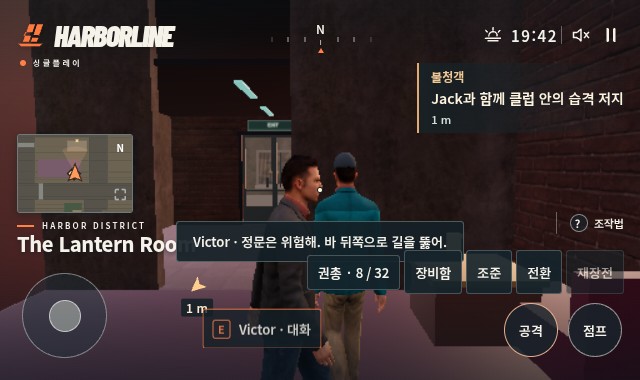 HARBORLINE
싱글플레이
N
19:42
불청객
Jack과 함께 클럽 안의 습격 저지
1 m
EXIT
N
HARBOR DISTRICT
The Lantern Room
? 조작법
Victor · 정문은 위험해. 바 뒤쪽으로 길을 뚫어.
권총 · 8 / 32
장비함
조준
전환
재장전
1 m
E Victor · 대화
공격
점프